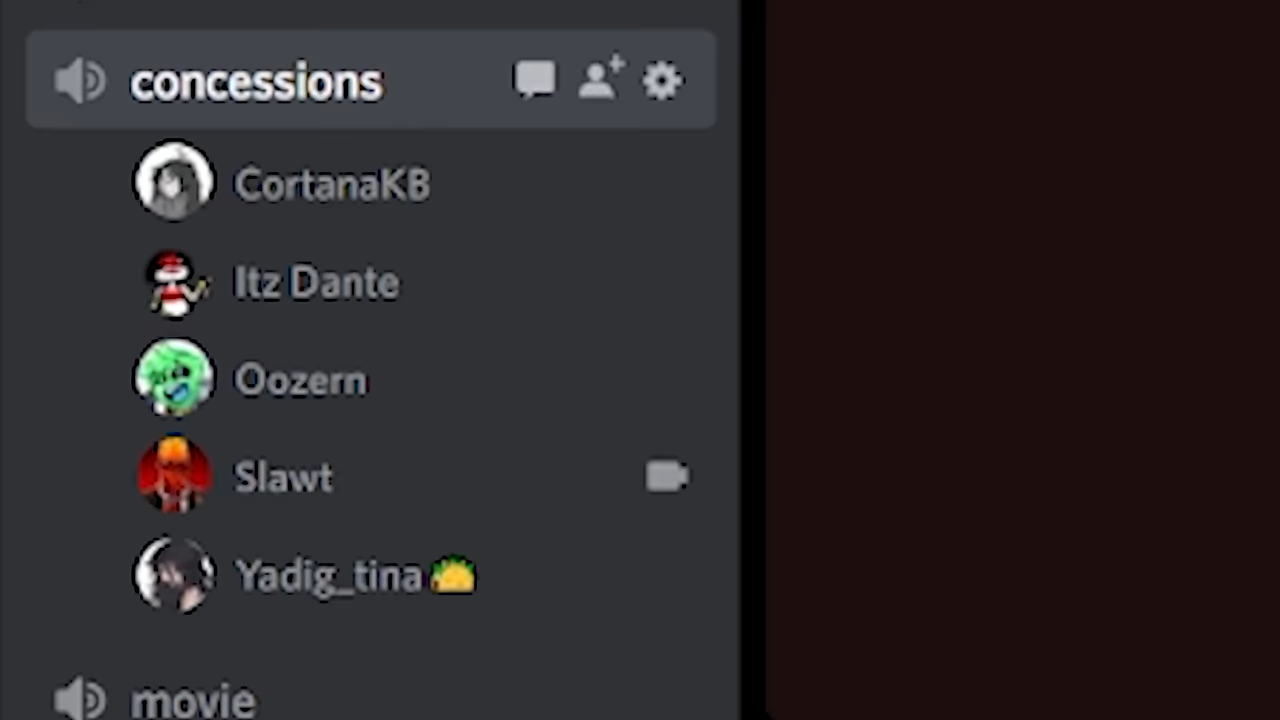 concessions
CortanaKB
Itz Dante
Oozern
Slawt
Yadig_tina🌮
movie